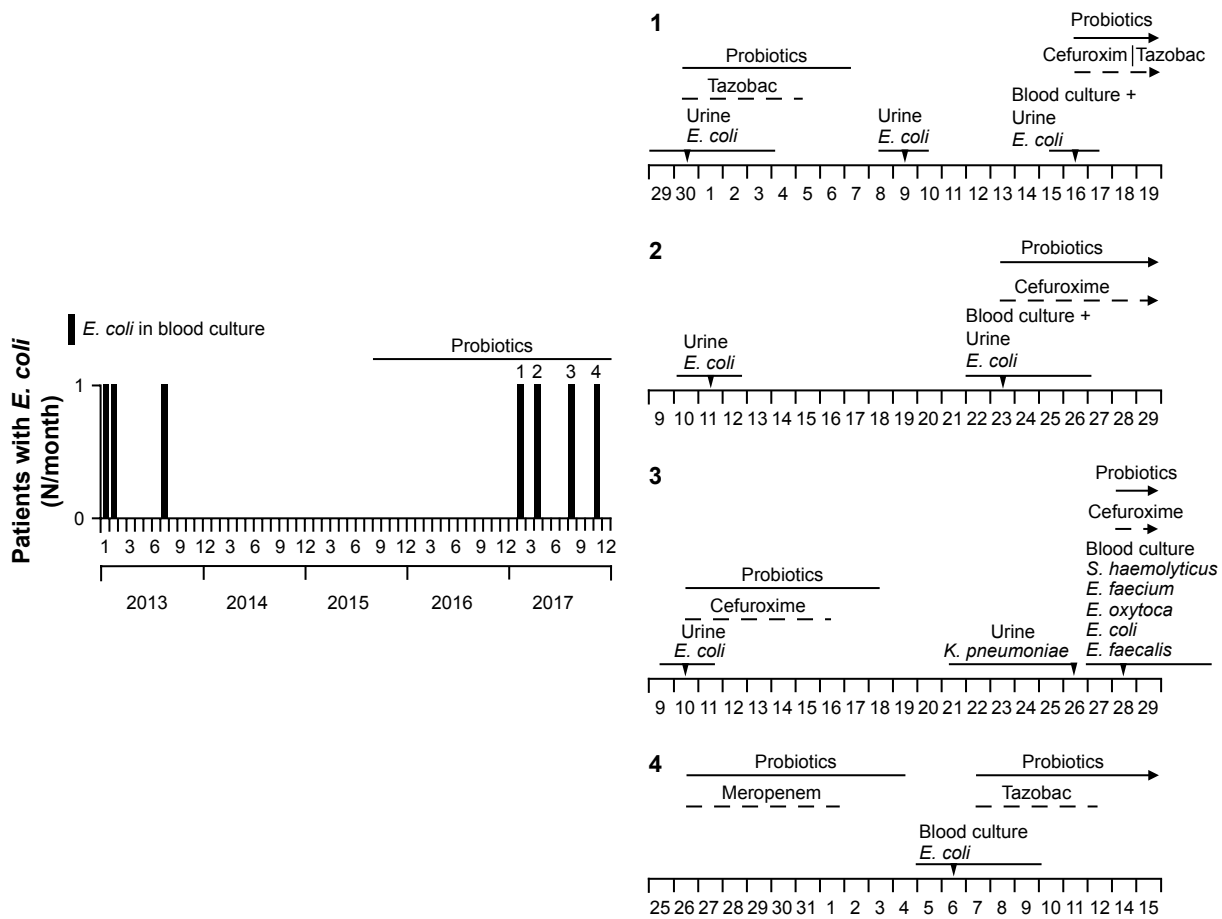 E. coli in blood culture
Probiotics
1 2 3 4
Patients with E. coli
(N/month)
1
0
1 3 6 9 12 3 6 9 12 3 6 9 12 3 6 9 12 3 6 9 12
2013 2014 2015 2016 2017
1
Probiotics
Cefuroxim|Tazobac
Probiotics
Tazobac
Blood culture +
Urine
E. coli
Urine
E. coli
Urine
E. coli
29 30 1 2 3 4 5 6 7 8 9 10 11 12 13 15 16 17 18 19
2
Probiotics
Cefuroxime
Blood culture +
Urine
E. coli
Urine
E. coli
9 10 11 12 13 14 15 16 17 18 19 20 21 22 23 24 25 26 27 28 29
3
Probiotics
Cefuroxime
Blood culture
S. haemolyticus
E. faecium
E. oxytoca
E. coli
E. faecalis
Probiotics
Cefuroxime
Urine
E. coli
Urine
K. pneumoniae
9 10 11 12 13 14 15 16 17 18 19 20 21 22 23 24 25 26 27 28 29
4
Probiotics
Meropenem
Probiotics
Tazobac
Blood culture
E. coli
25 26 27 28 29 30 31 1 2 3 4 5 6 7 8 9 10 11 12 14 15